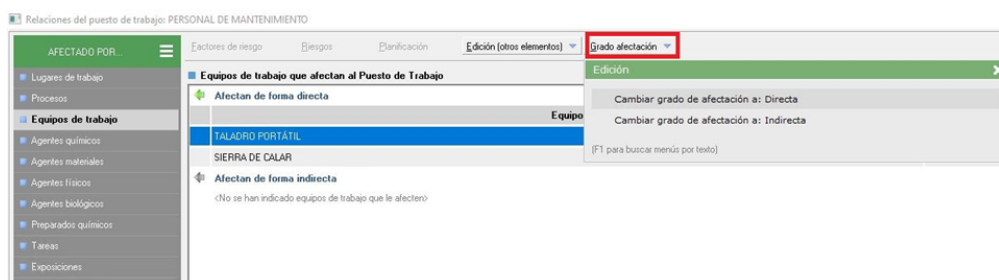 Relaciones del puesto de trabajo: PERSONAL DE MANTENIMIENTO
AFECTADO POR...
Factores de riesgo Riesgos Planificación Edición (otros elementos) Grado afectación
Lugares de trabajo
Procesos
Equipos de trabajo
Agentes químicos
Agentes materiales
Agentes físicos
Agentes biológicos
Preparados químicos
Tareas
Exposiciones
Equipos de trabajo que afectan al Puesto de Trabajo
Afectan de forma directa
Equipo
TALADRO PORTÁTIL
SIERRA DE CALAR
Afectan de forma indirecta
<No se han indicado equipos de trabajo que le afecten>
Edición
Cambiar grado de afectación a: Directa
Cambiar grado de afectación a: Indirecta
(F1 para buscar menús por texto)